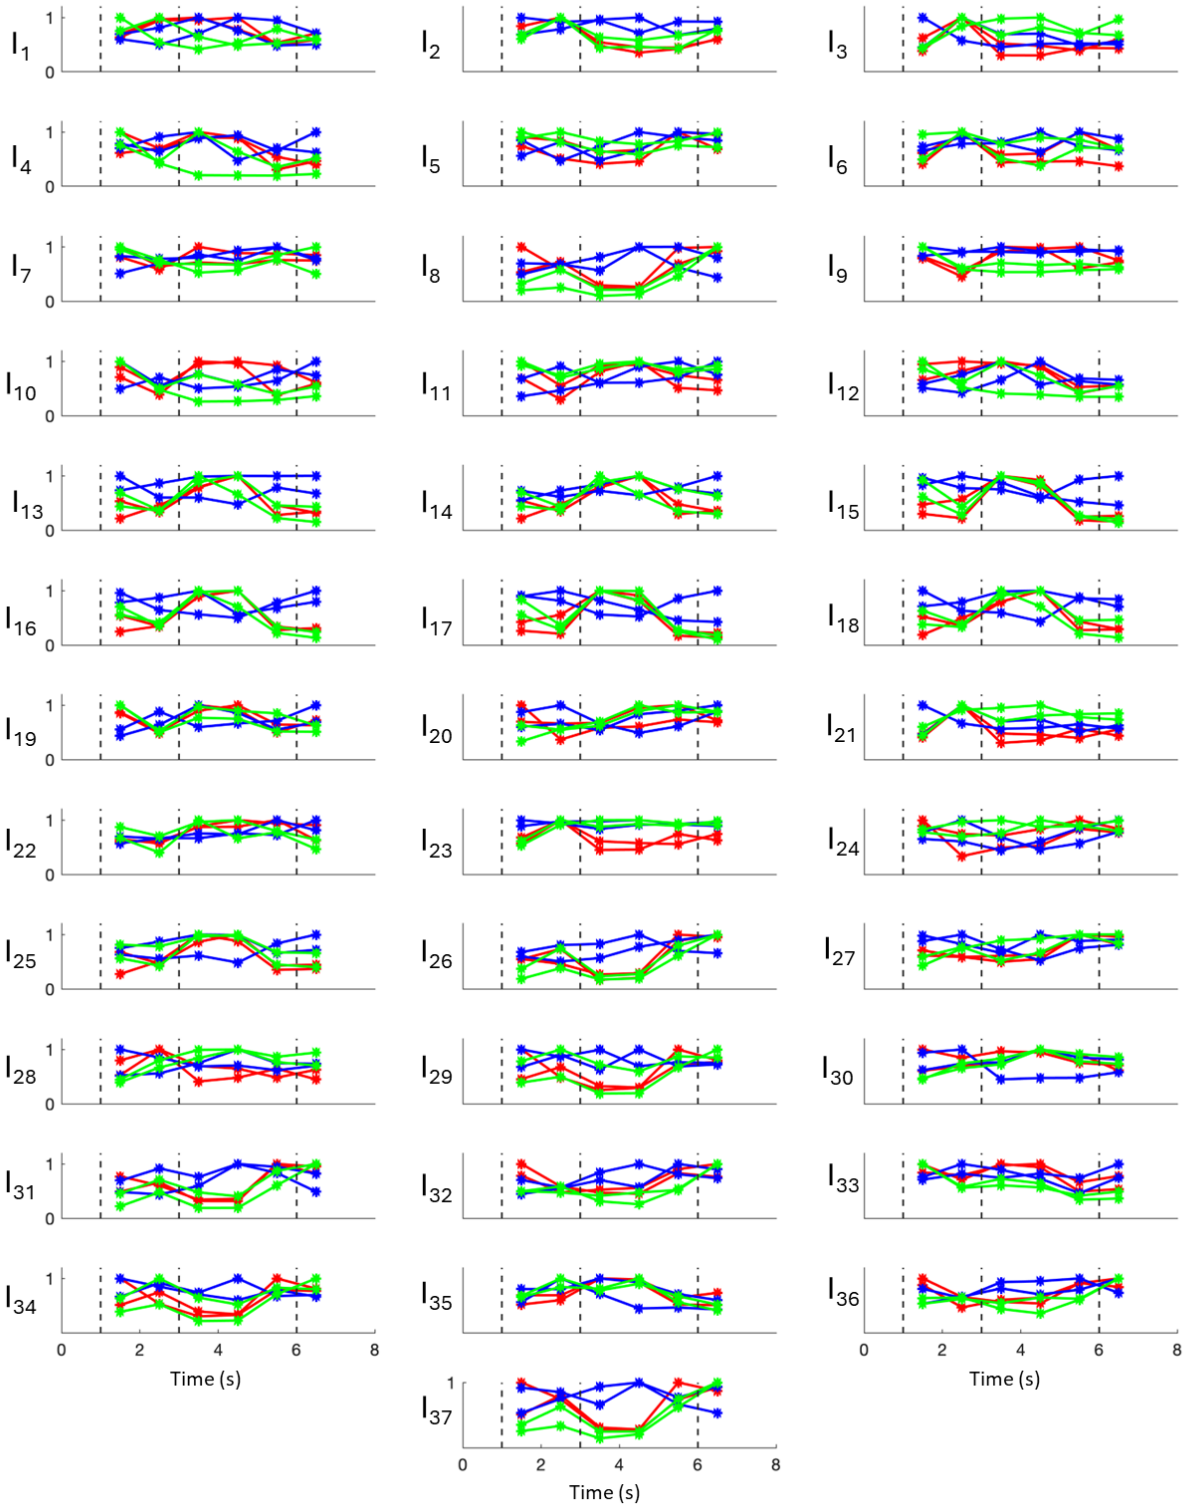 I1 1 0 I2 I3
I4 1 0 I5 I6
I7 1 0 I8 I9
I10 1 0 I11 I12
I13 1 0 I14 I15
I16 1 0 I17 I18
I19 1 0 I20 I21
I22 1 0 I23 I24
I25 1 0 I26 I27
I28 1 0 I29 I30
I31 1 0 I32 I33
I34 1 I35 I36
0 2 4 6 8 0 2 4 6 8
Time (s) Time (s)
I37 1
0 2 4 6 8
Time (s)